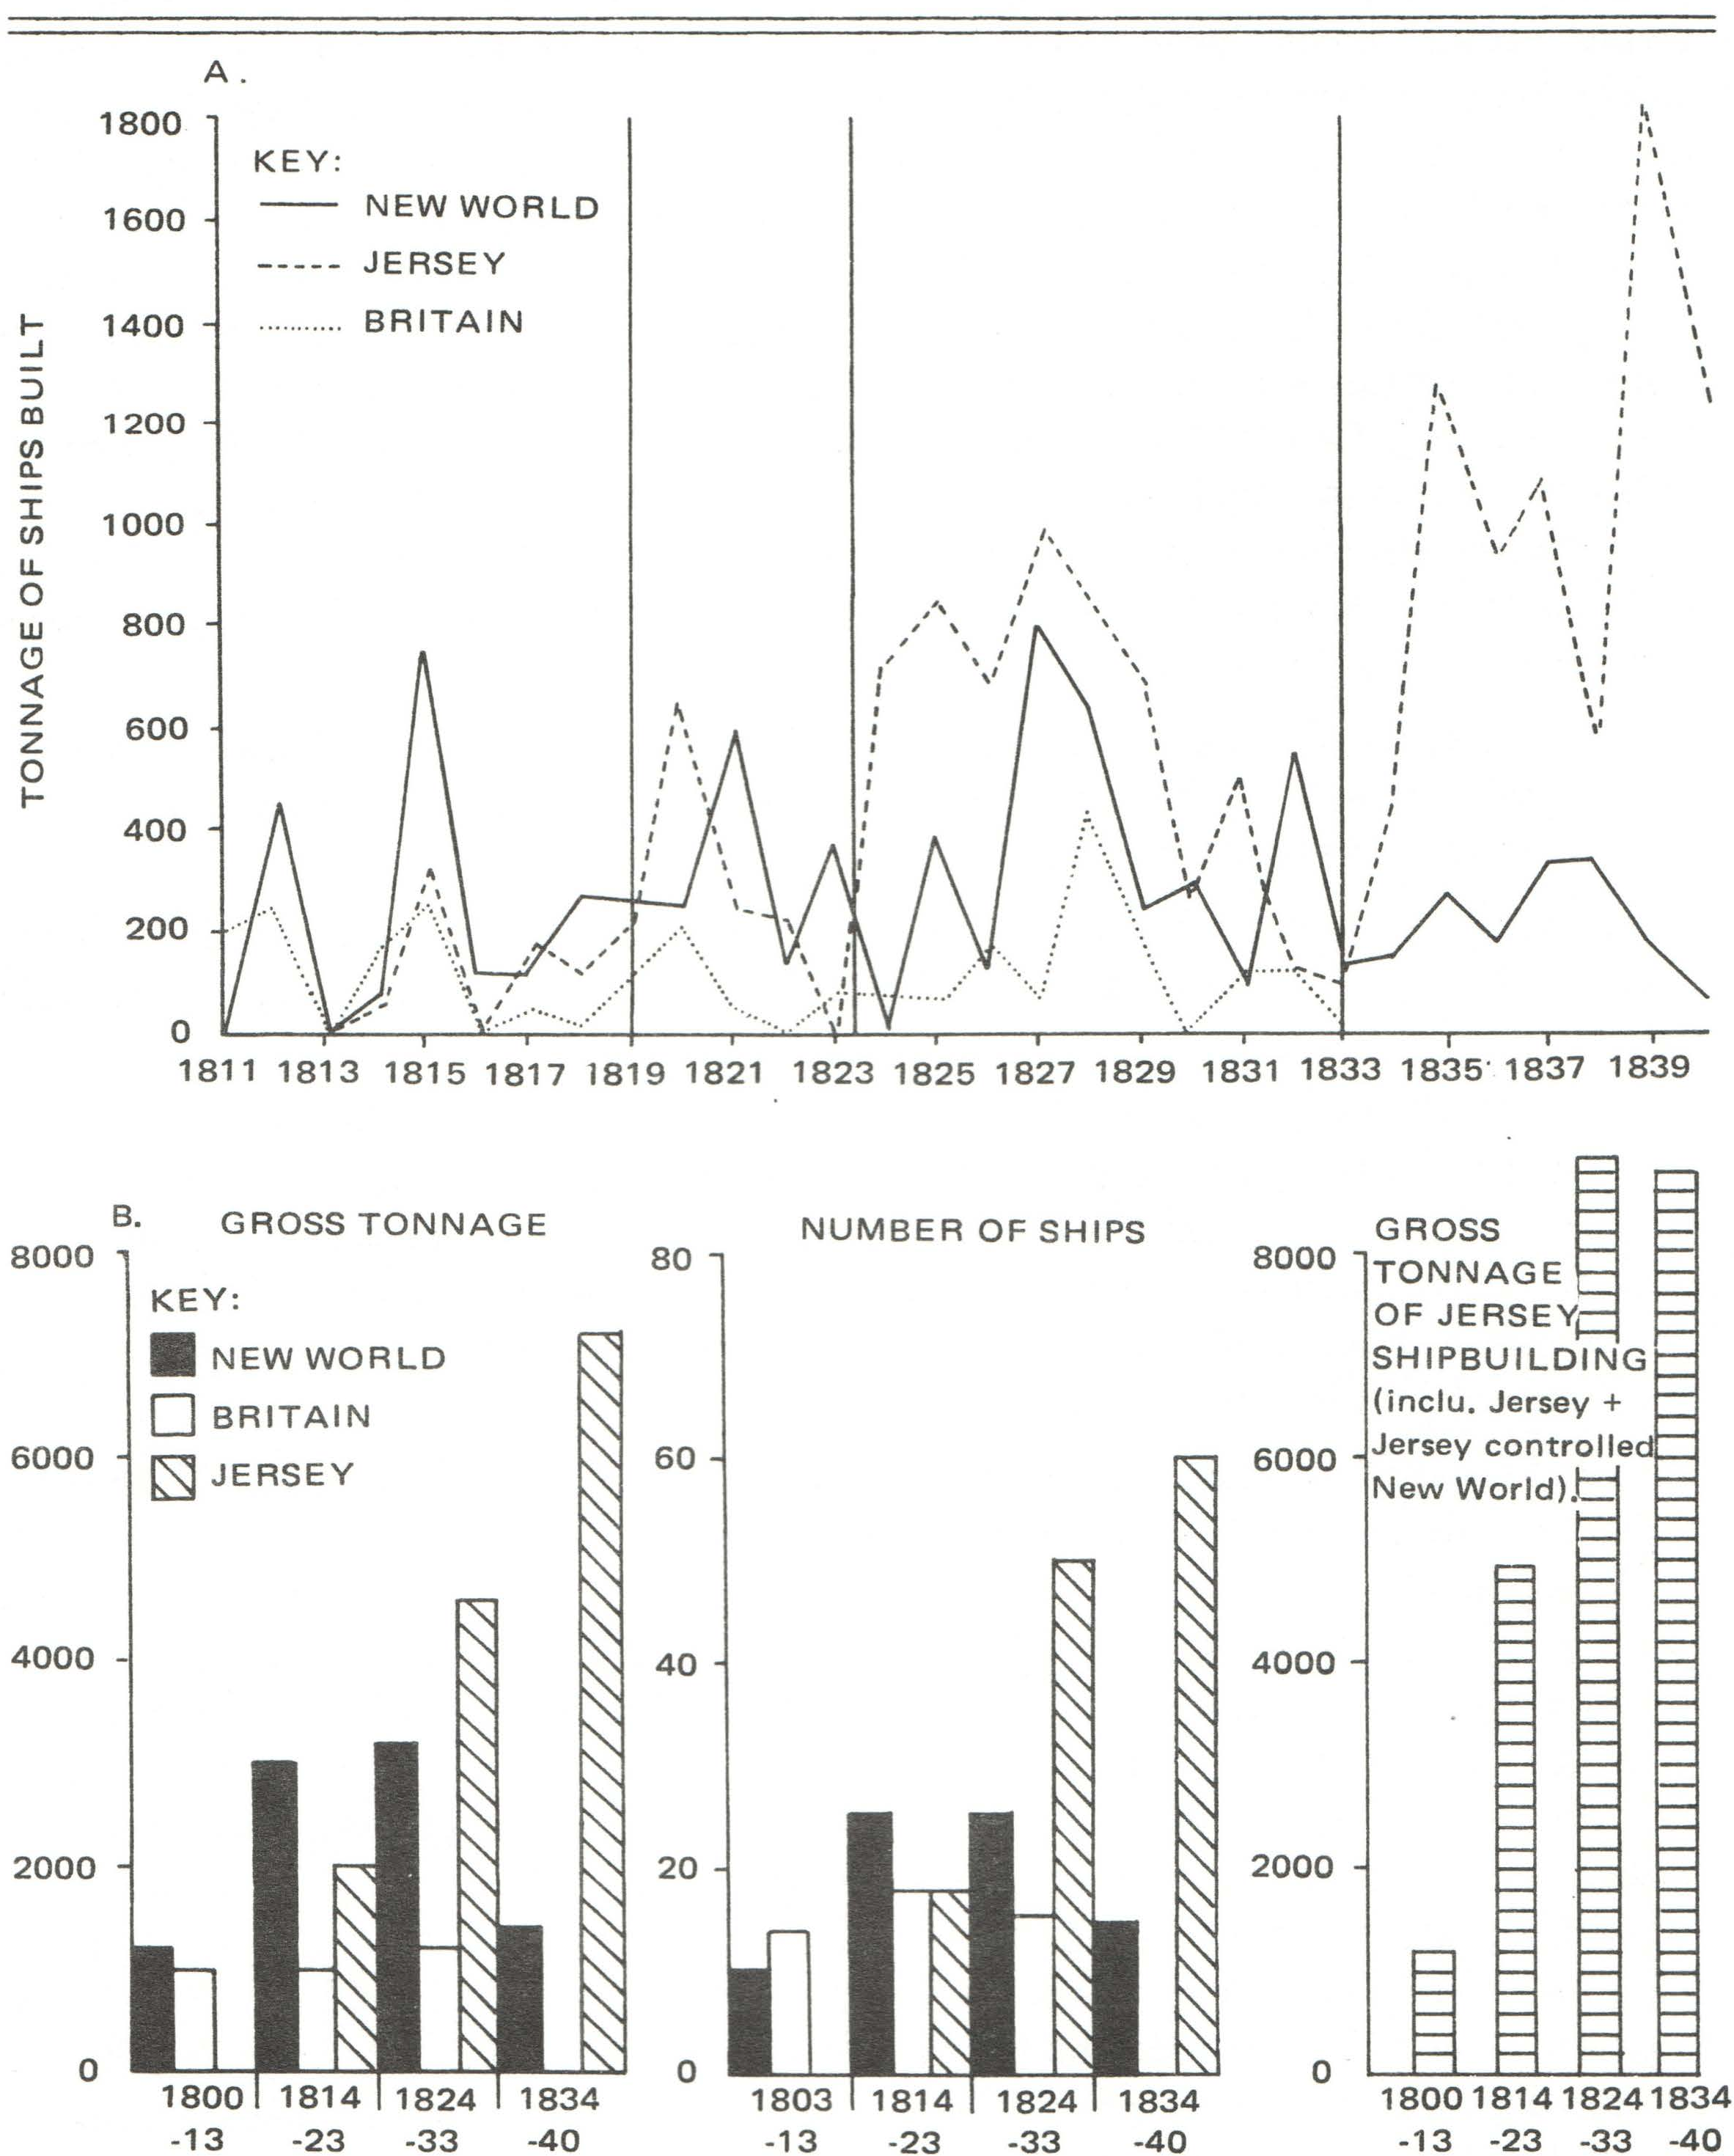 A.
1800
1600
1400
1200
1000
800
600
400
200
0
TONNAGE OF SHIPS BUILT
KEY:
NEW WORLD
JERSEY
BRITAIN
1811 1813 1815 1817 1819 1821 1823 1825 1827 1829 1831 1833 1835 1837 1839
B.
GROSS TONNAGE
8000
6000
4000
2000
0
KEY:
NEW WORLD
BRITAIN
JERSEY
1800 1814 1824 1834
-13 -23 -33 -40
NUMBER OF SHIPS
80
60
40
20
0
1803 1814 1824 1834
-13 -23 -33 -40
GROSS
TONNAGE
OF JERSEY
SHIPBUILDING
(inclu. Jersey +
Jersey controlled
New World).
8000
6000
4000
2000
0
1800 1814 1824 1834
-13 -23 -33 -40